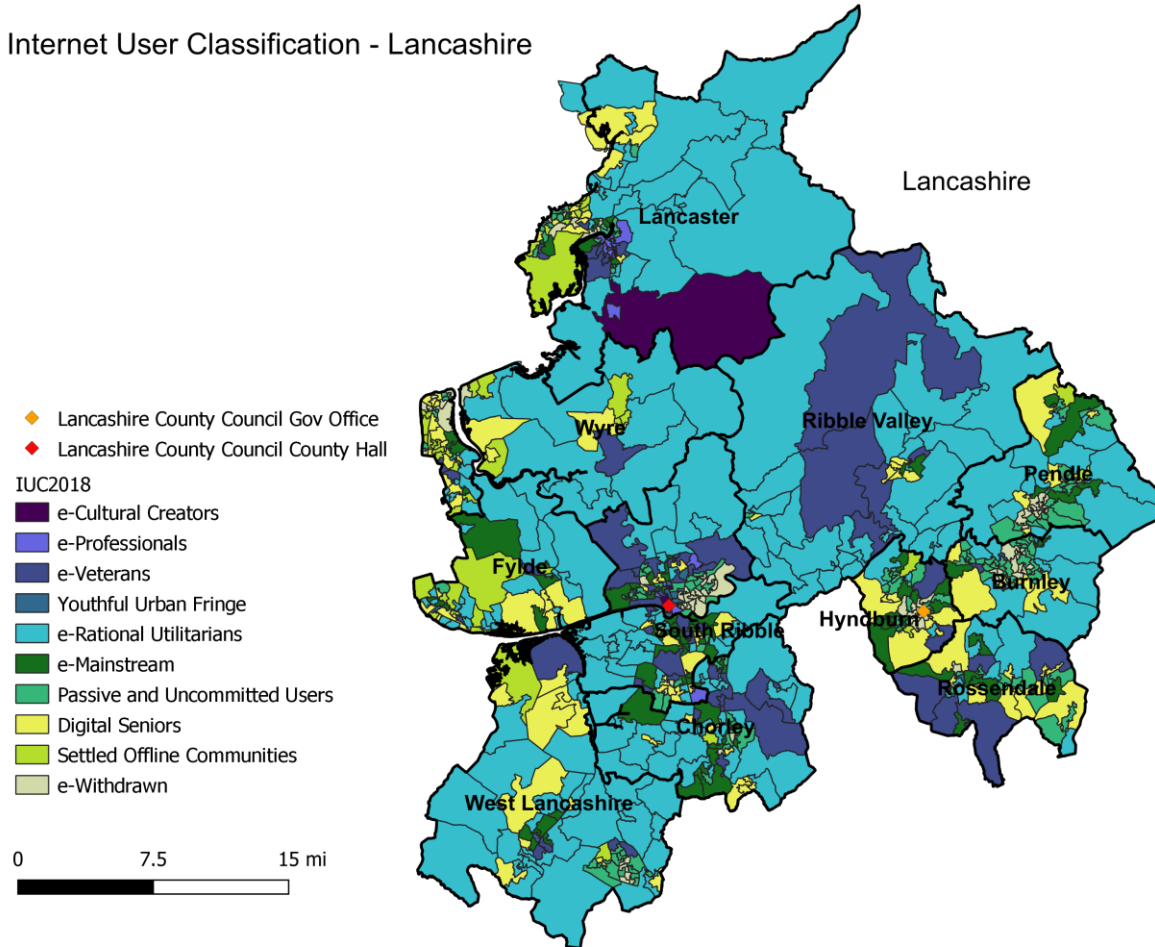 Internet User Classification - Lancashire
Lancashire
Lancaster
Lancashire County Council Gov Office
Lancashire County Council County Hall
IUC2018
e-Cultural Creators
e-Professionals
e-Veterans
Youthful Urban Fringe
e-Rational Utilitarians
e-Mainstream
Passive and Uncommitted Users
Digital Seniors
Settled Offline Communities
e-Withdrawn
Wyre
Ribble Valley
Pendle
Fylde
Burnley
Hyndburn
South Ribble
Rossendale
Chorley
West Lancashire
0 7.5 15 mi